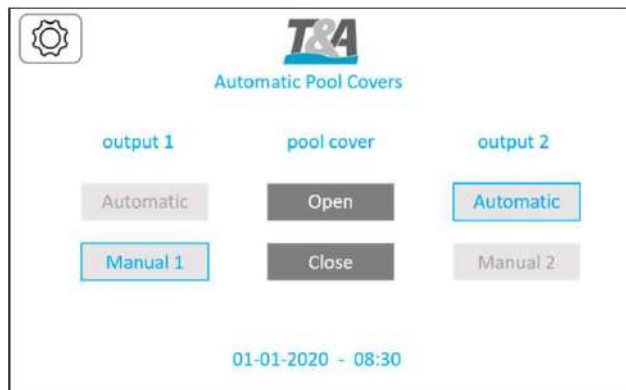 T&A
Automatic Pool Covers
output 1 pool cover output 2
Automatic Open Automatic
Manual 1 Close Manual 2
01-01-2020 - 08:30